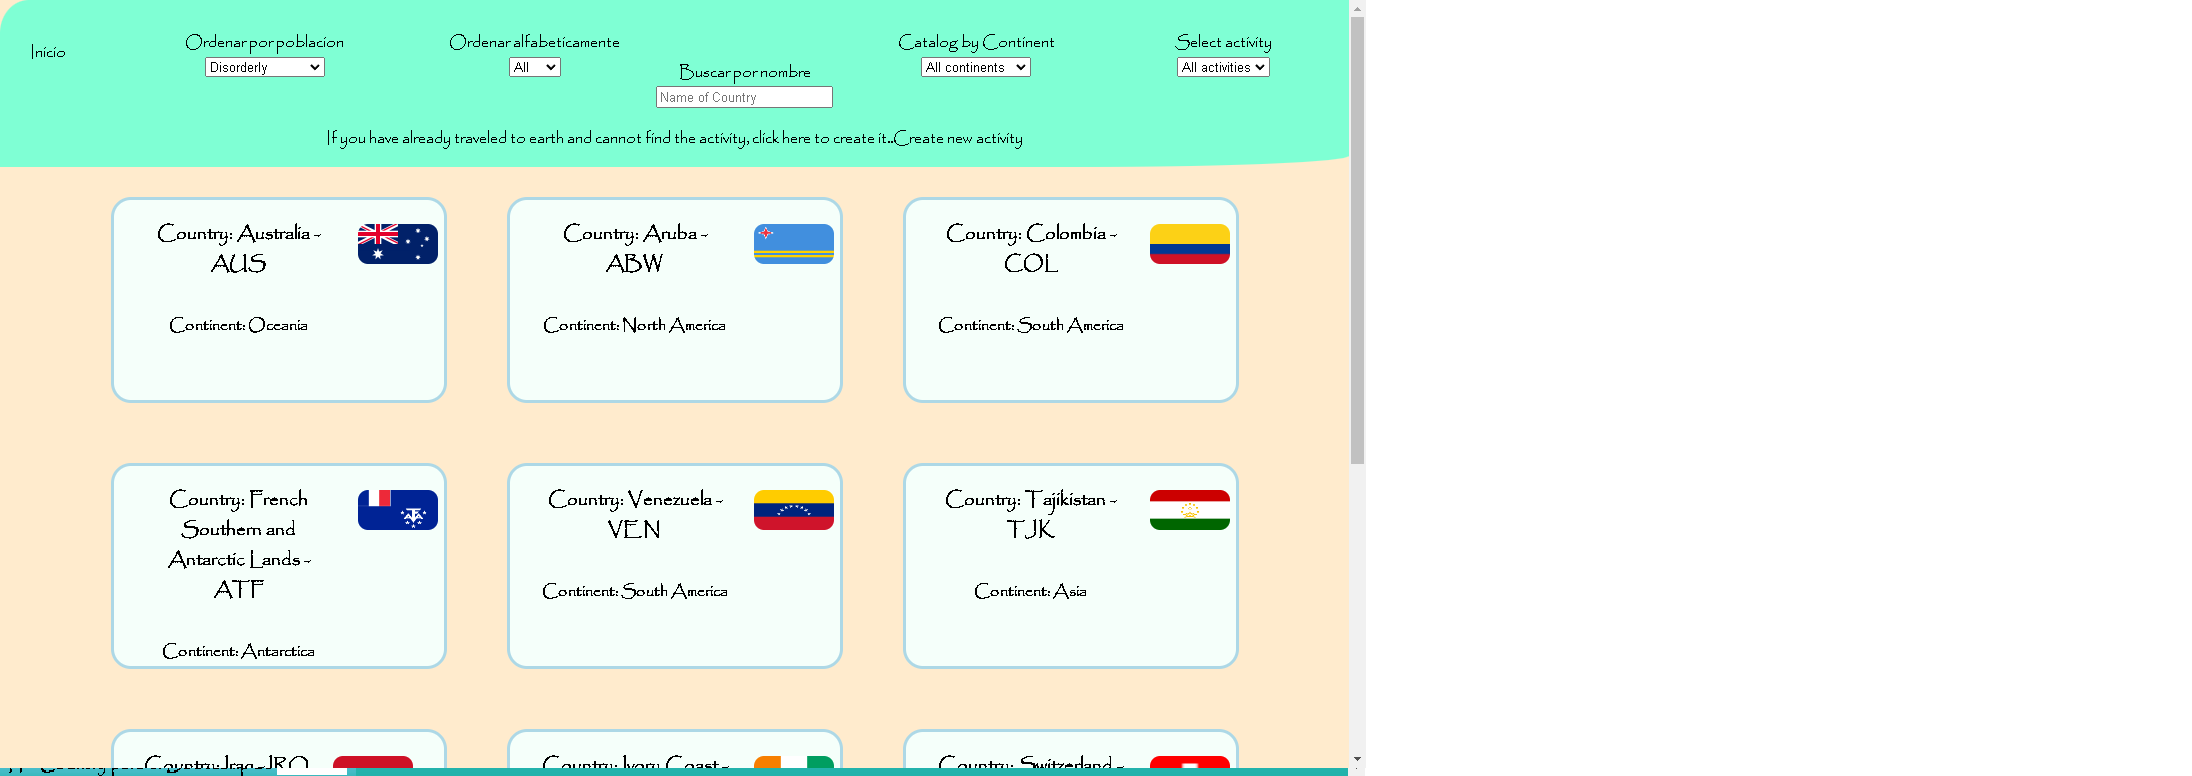 Inicio
Ordenar por poblacion
Disorderly
Ordenar alfabeticamente
All
Buscar por nombre
Name of Country
Catalog by Continent
All continents
Select activity
All activities
If you have already traveled to earth and cannot find the activity, click here to create it..Create new activity
Country: Australia -
AUS
Continent: Oceania
Country: Aruba -
ABW
Continent: North America
Country: Colombia -
COL
Continent: South America
Country: French
Southern and
Antarctic Lands -
ATF
Continent: Antarctica
Country: Venezuela -
VEN
Continent: South America
Country: Tajikistan -
TJK
Continent: Asia
Country: Iraq - IRQ
Country: Ivory Coast -
Country: Switzerland -